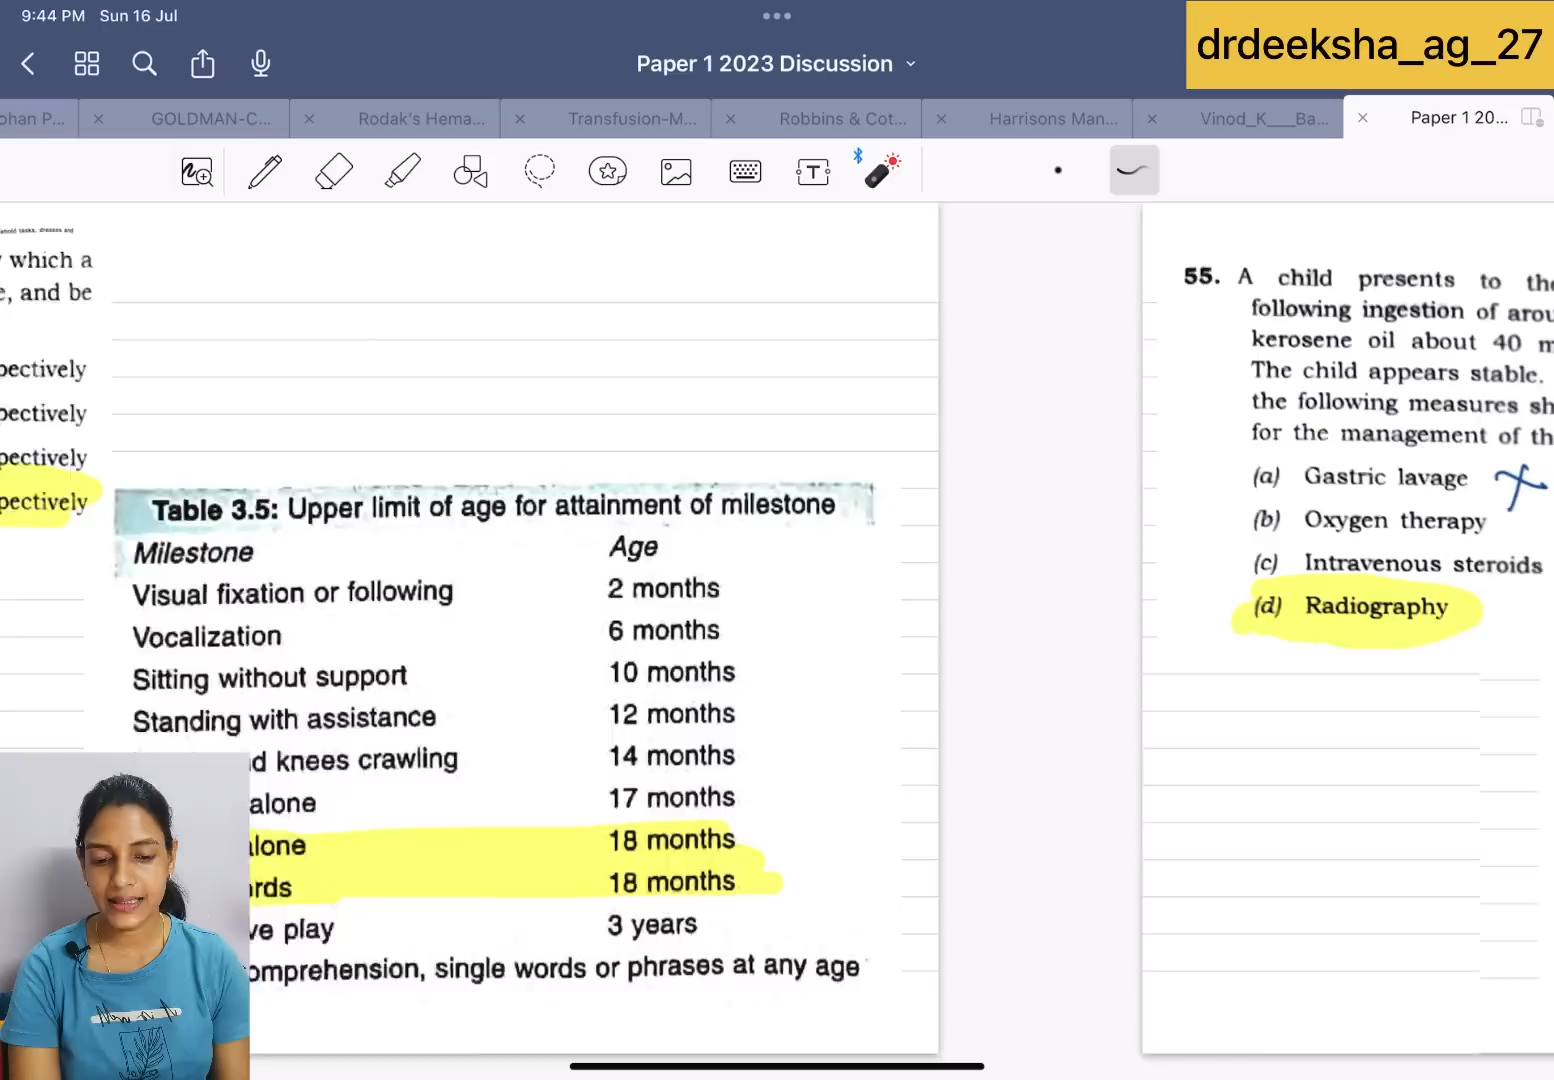 9:44 PM Sun 16 Jul
drdeeksha_ag_27
Paper 1 2023 Discussion
ohan P...
GOLDMAN-C...
Rodak's Hema...
Transfusion-M...
Robbins & Cot...
Harrisons Man...
Vinod_K___Ba...
Paper 1 20...
which a
e, and be
pectively
pectively
pectively
pectively
Table 3.5: Upper limit of age for attainment of milestone
Milestone Age
Visual fixation or following 2 months
Vocalization 6 months
Sitting without support 10 months
Standing with assistance 12 months
d knees crawling 14 months
alone 17 months
lone 18 months
rds 18 months
ve play 3 years
omprehension, single words or phrases at any age
55. A child presents to the
following ingestion of arou
kerosene oil about 40 m
The child appears stable.
the following measures sh
for the management of th
(a) Gastric lavage
(b) Oxygen therapy
(c) Intravenous steroids
(d) Radiography